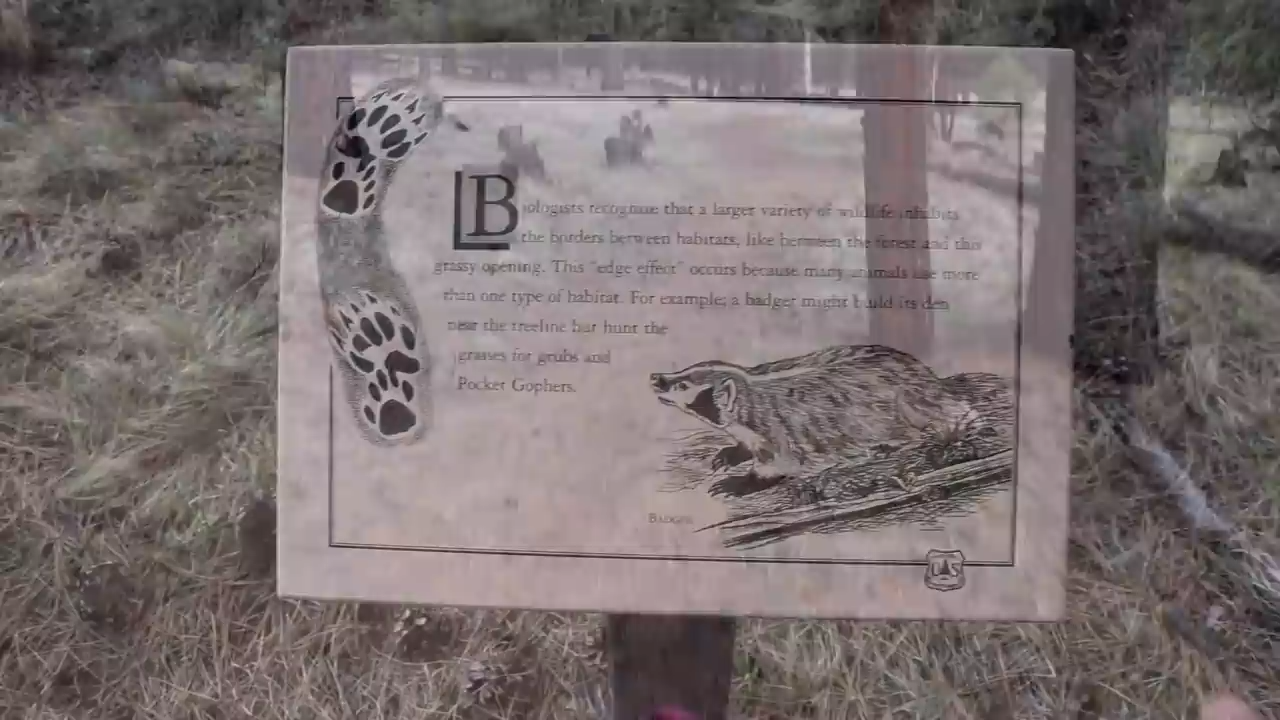 Biologists recognize that a larger variety of wildlife inhabits
the borders between habitats, like between the forest and this
grassy opening. This "edge effect" occurs because many animals use more
than one type of habitat. For example, a badger might build its den
near the treeline but hunt the
grasses for grubs and
Pocket Gophers.
Badger
U S